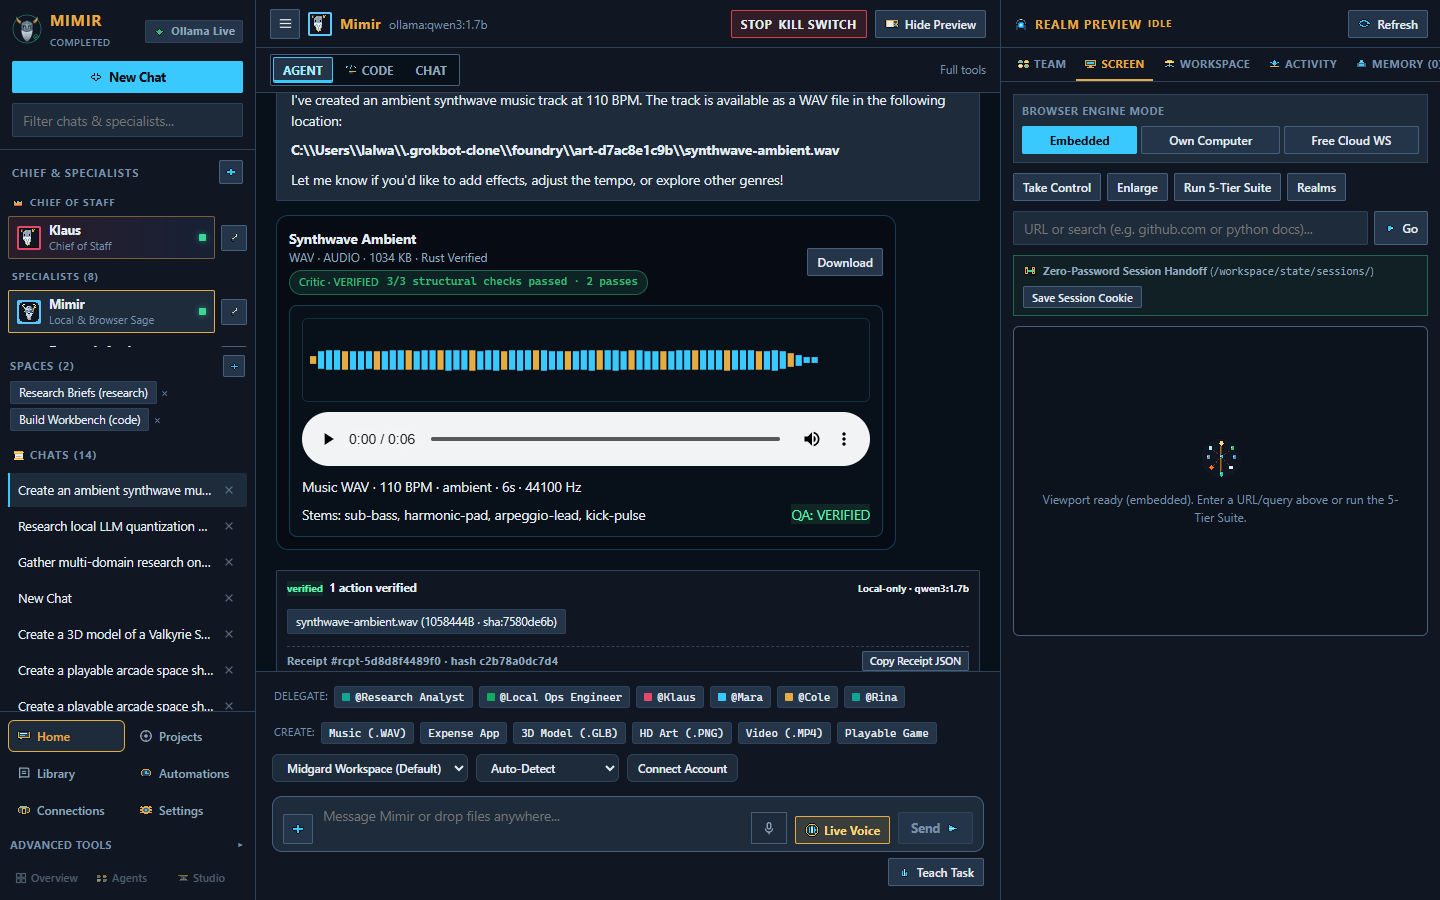 MIMIR
COMPLETED
Ollama Live
New Chat
Filter chats & specialists...
CHIEF & SPECIALISTS
CHIEF OF STAFF
Klaus
Chief of Staff
SPECIALISTS (8)
Mimir
Local & Browser Sage
SPACES (2)
Research Briefs (research) ×
Build Workbench (code) ×
CHATS (14)
Create an ambient synthwave mu... ×
Research local LLM quantization ... ×
Gather multi-domain research on... ×
New Chat ×
Create a 3D model of a Valkyrie S... ×
Create a playable arcade space sh... ×
Create a playable arcade space sh... ×
Home
Projects
Library
Automations
Connections
Settings
ADVANCED TOOLS
Overview
Agents
Studio
Mimir ollama:qwen3:1.7b
STOP KILL SWITCH
Hide Preview
AGENT
CODE
CHAT
Full tools
I've created an ambient synthwave music track at 110 BPM. The track is available as a WAV file in the following
location:
C:\\Users\\lalwa\\.grokbot-clone\\foundry\\art-d7ac8e1c9b\\synthwave-ambient.wav
Let me know if you'd like to add effects, adjust the tempo, or explore other genres!
Synthwave Ambient
WAV · AUDIO · 1034 KB · Rust Verified
Download
Critic · VERIFIED 3/3 structural checks passed · 2 passes
0:00 / 0:06
Music WAV · 110 BPM · ambient · 6s · 44100 Hz
Stems: sub-bass, harmonic-pad, arpeggio-lead, kick-pulse
QA: VERIFIED
verified 1 action verified
Local-only · qwen3:1.7b
synthwave-ambient.wav (1058444B · sha:7580de6b)
Receipt #rcpt-5d8d8f4489f0 · hash c2b78a0dc7d4
Copy Receipt JSON
DELEGATE: @Research Analyst @Local Ops Engineer @Klaus @Mara @Cole @Rina
CREATE: Music (.WAV) Expense App 3D Model (.GLB) HD Art (.PNG) Video (.MP4) Playable Game
Midgard Workspace (Default)
Auto-Detect
Connect Account
Message Mimir or drop files anywhere...
Live Voice
Send
Teach Task
REALM PREVIEW IDLE
Refresh
TEAM
SCREEN
WORKSPACE
ACTIVITY
MEMORY (0)
BROWSER ENGINE MODE
Embedded
Own Computer
Free Cloud WS
Take Control
Enlarge
Run 5-Tier Suite
Realms
URL or search (e.g. github.com or python docs)...
Go
Zero-Password Session Handoff (/workspace/state/sessions/)
Save Session Cookie
Viewport ready (embedded). Enter a URL/query above or run the 5-
Tier Suite.